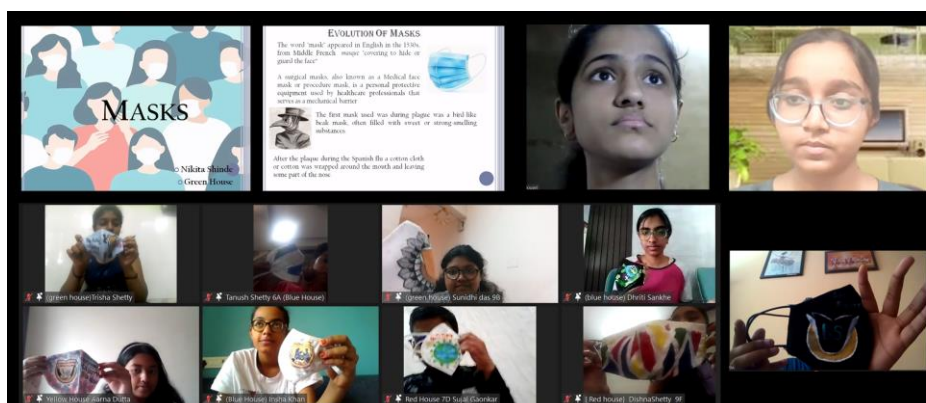 MASKS
Nikita Shinde
Green House
EVOLUTION OF MASKS
The word 'mask' appeared in English in the 1530s,
from Middle French masque 'covering to hide or
guard the face"
A surgical masks, also known as a Medical face
mask or procedure mask, is a personal protective
equipment used by healthcare professionals that
serves as a mechanical barrier
The first mask used was during plague was a bird-like
beak mask, often filled with sweet or strong-smelling
substances
After the plaque during the Spanish flu a cotton cloth
or cotton was wrapped around the mouth and leaving
some part of the nose
(green house)Trisha Shetty
Tanush Shetty 6A (Blue House)
(green house) Sunidhi das 9B
(blue house) Dhriti Sankhe
Yellow House aarna Dutta
(Blue House) Insha Khan
Red House 7D Sujal Gaonkar
( Red house) DishnaShetty 9F